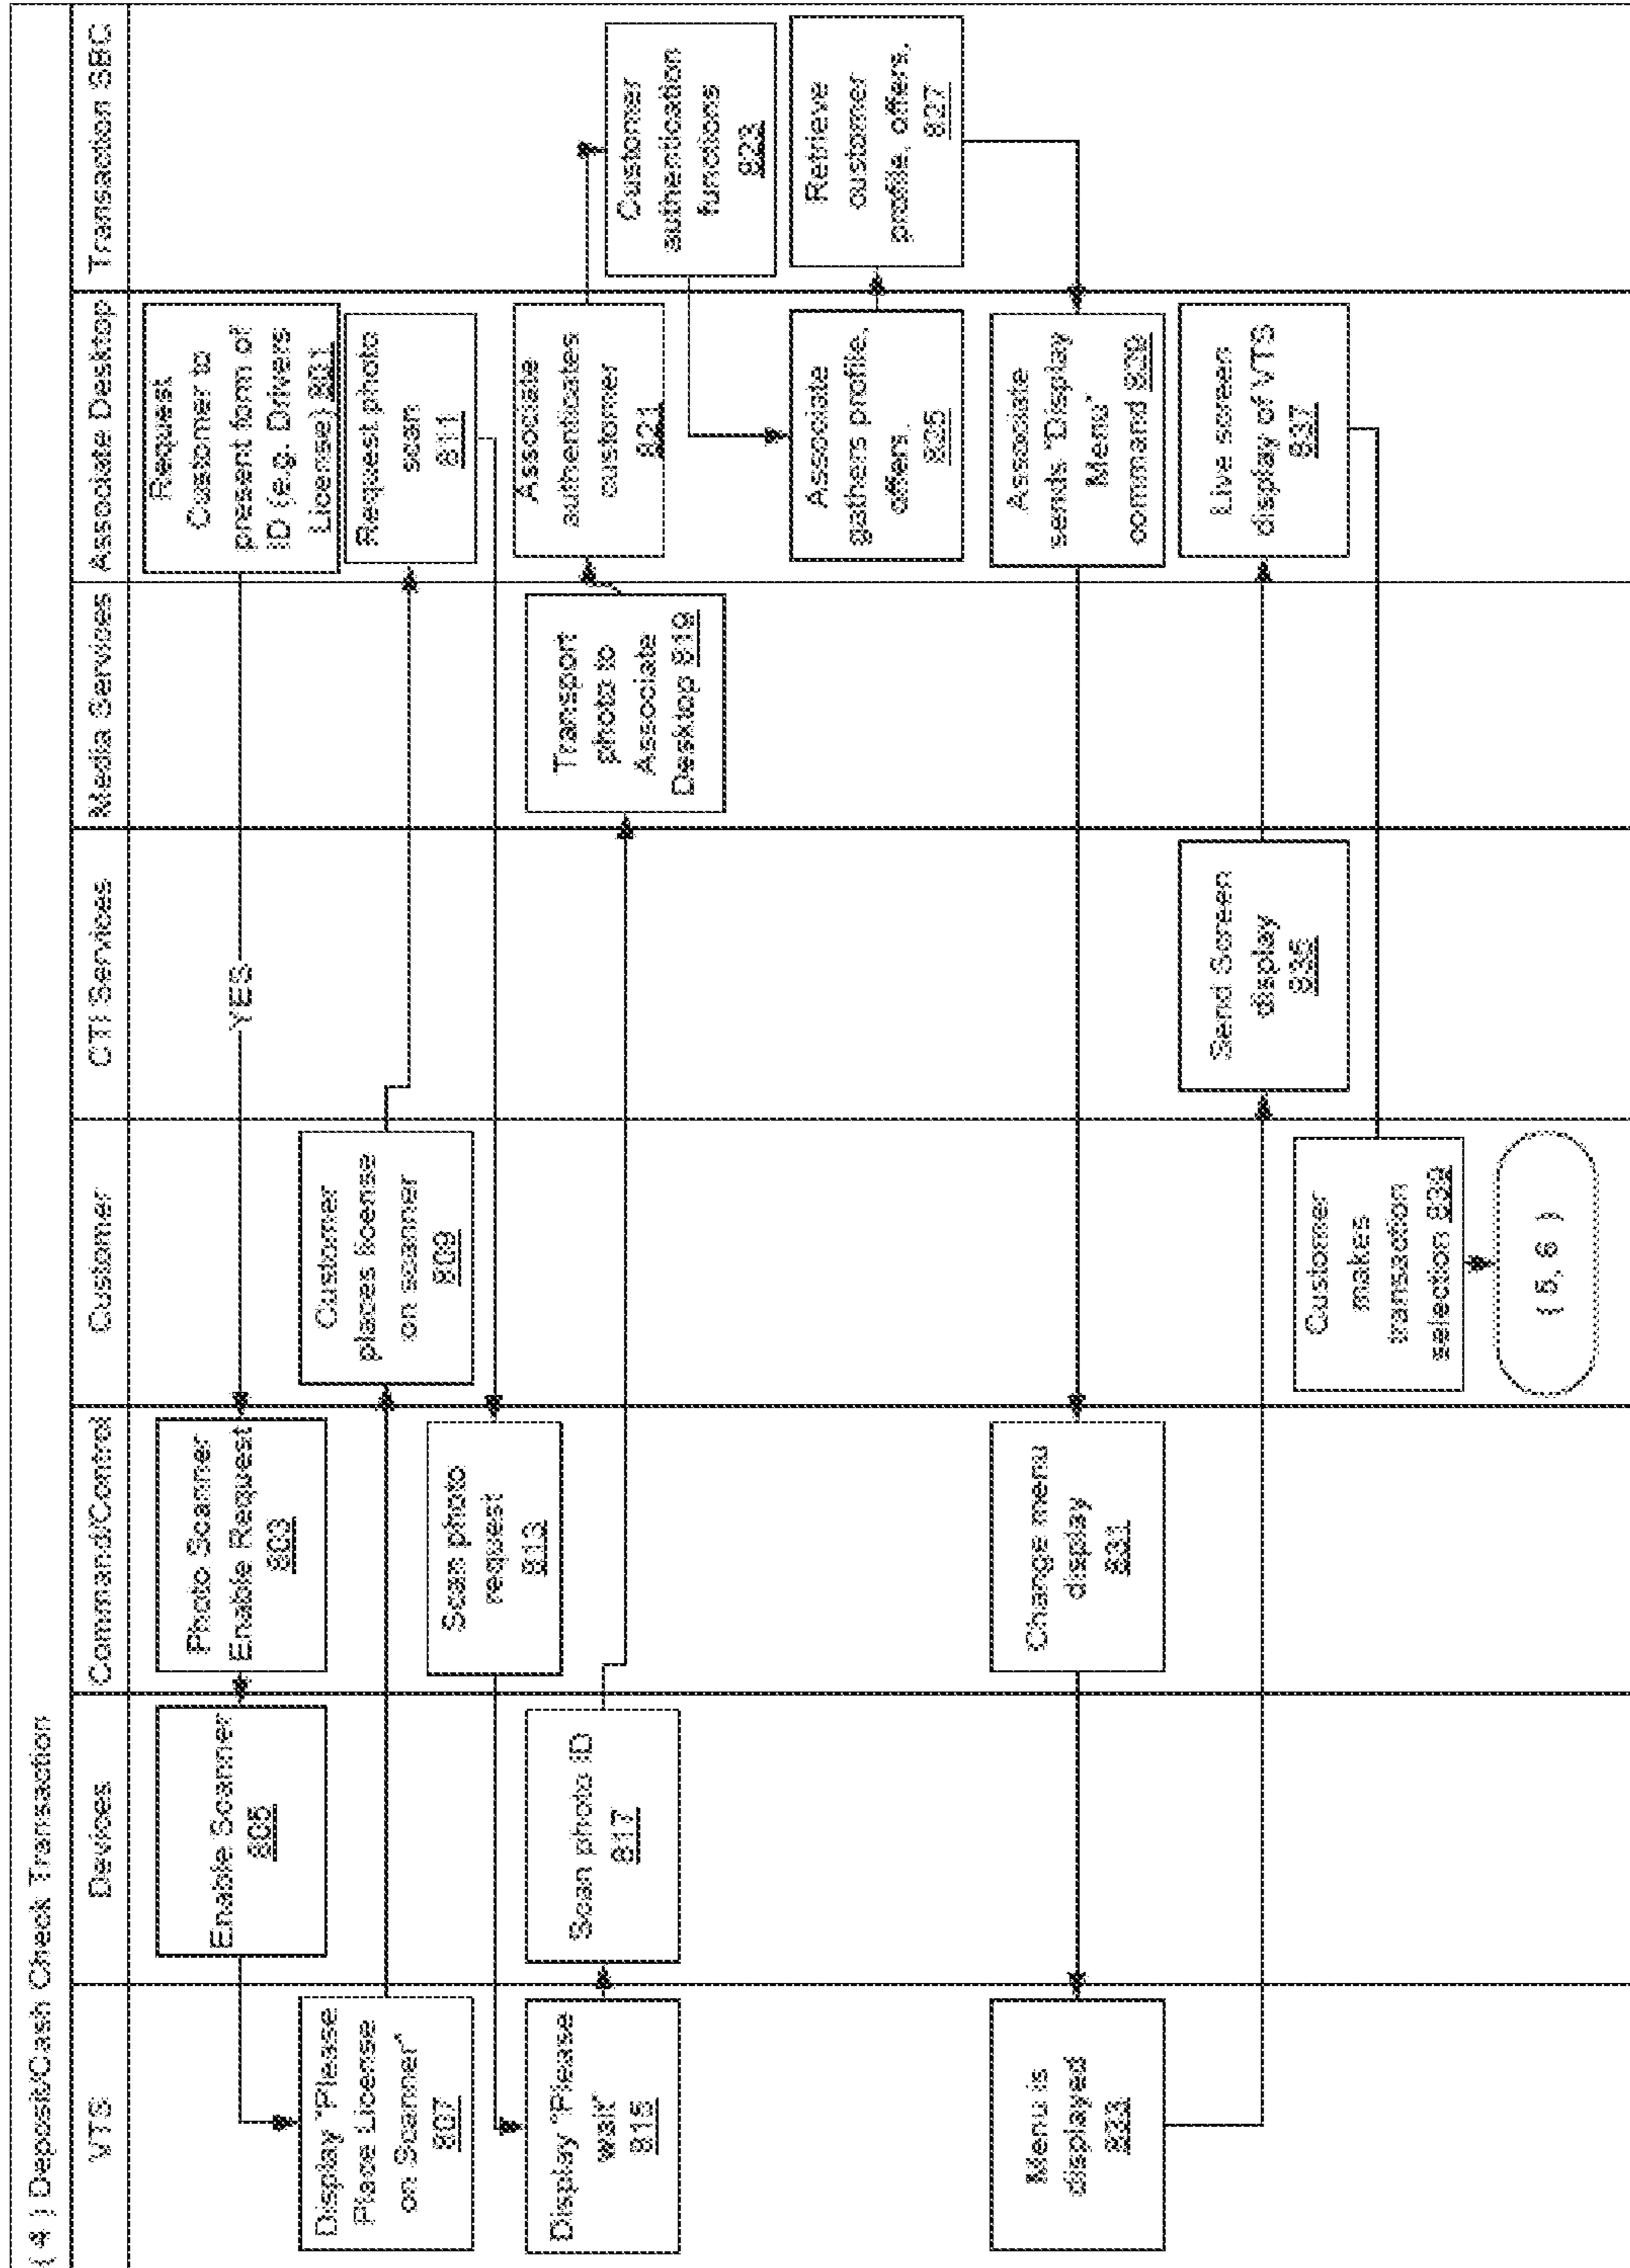 ( 4 ) Deposit/Cash Check Transaction
VTS
Devices
Command/Control
Customer
CTI Services
Media Services
Associate Desktop
Transaction SBC
Request
Customer to
present form of
ID (e.g. Drivers
License) 801
YES
Photo Scanner
Enable Request
803
Enable Scanner
805
Display "Please
Place License
on Scanner"
807
Customer
places license
on scanner
809
Request photo
scan
811
Scan photo
request
813
Display "Please
wait"
815
Scan photo ID
817
Transport
photo to
Associate
Desktop 819
Associate
authenticates
customer
821
Customer
authentication
functions
823
Associate
gathers profile,
offers.
825
Retrieve
customer
profile, offers.
827
Associate
sends "Display
Menu"
command 829
Change menu
display
831
Menu is
displayed
833
Send Screen
display
835
Live screen
display of VTS
837
Customer
makes
transaction
selection 839
( 5, 6 )